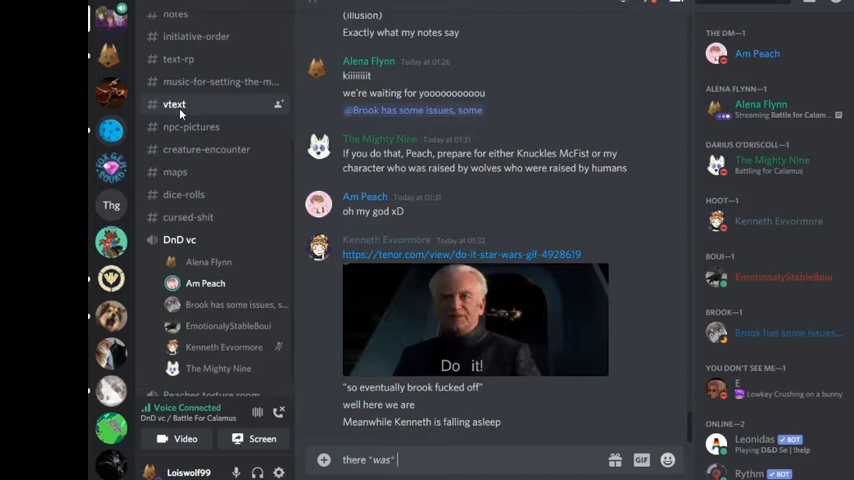 notes
# initiative-order
# text-rp
# music-for-setting-the-m...
# vtext
# npc-pictures
# creature-encounter
# maps
# dice-rolls
# cursed-shit
DnD vc
Alena Flynn
Am Peach
Brook has some issues, s...
EmotionalyStableBoui
Kenneth Evvormore
The Mighty Nine
Voice Connected
DnD vc / Battle For Calamus
Video
Screen
Loiswolf99
Thg
(illusion)
Exactly what my notes say
Alena Flynn Today at 01:26
kiiiiiiiit
we're waiting for yooooooooou
@Brook has some issues, some
The Mighty Nine Today at 01:31
If you do that, Peach, prepare for either Knuckles McFist or my
character who was raised by wolves who were raised by humans
Am Peach Today at 01:31
oh my god xD
Kenneth Evvormore Today at 01:32
https://tenor.com/view/do-it-star-wars-gif-4928619
Do it!
"so eventually brook fucked off"
well here we are
Meanwhile Kenneth is falling asleep
there *was*
GIF
THE DM—1
Am Peach
ALENA FLYNN—1
Alena Flynn
Streaming Battle for Calam...
DARIUS O'DRISCOLL—1
The Mighty Nine
Battling for Calamus
HOOT—1
Kenneth Evvormore
BOUI—1
EmotionalyStableBoui
BROOK—1
Brook has some issues...
YOU DON'T SEE ME—1
E
Lowkey Crushing on a bunny
ONLINE—2
Leonidas ✓ BOT
Playing D&D Se | !help
Rythm ✓ BOT